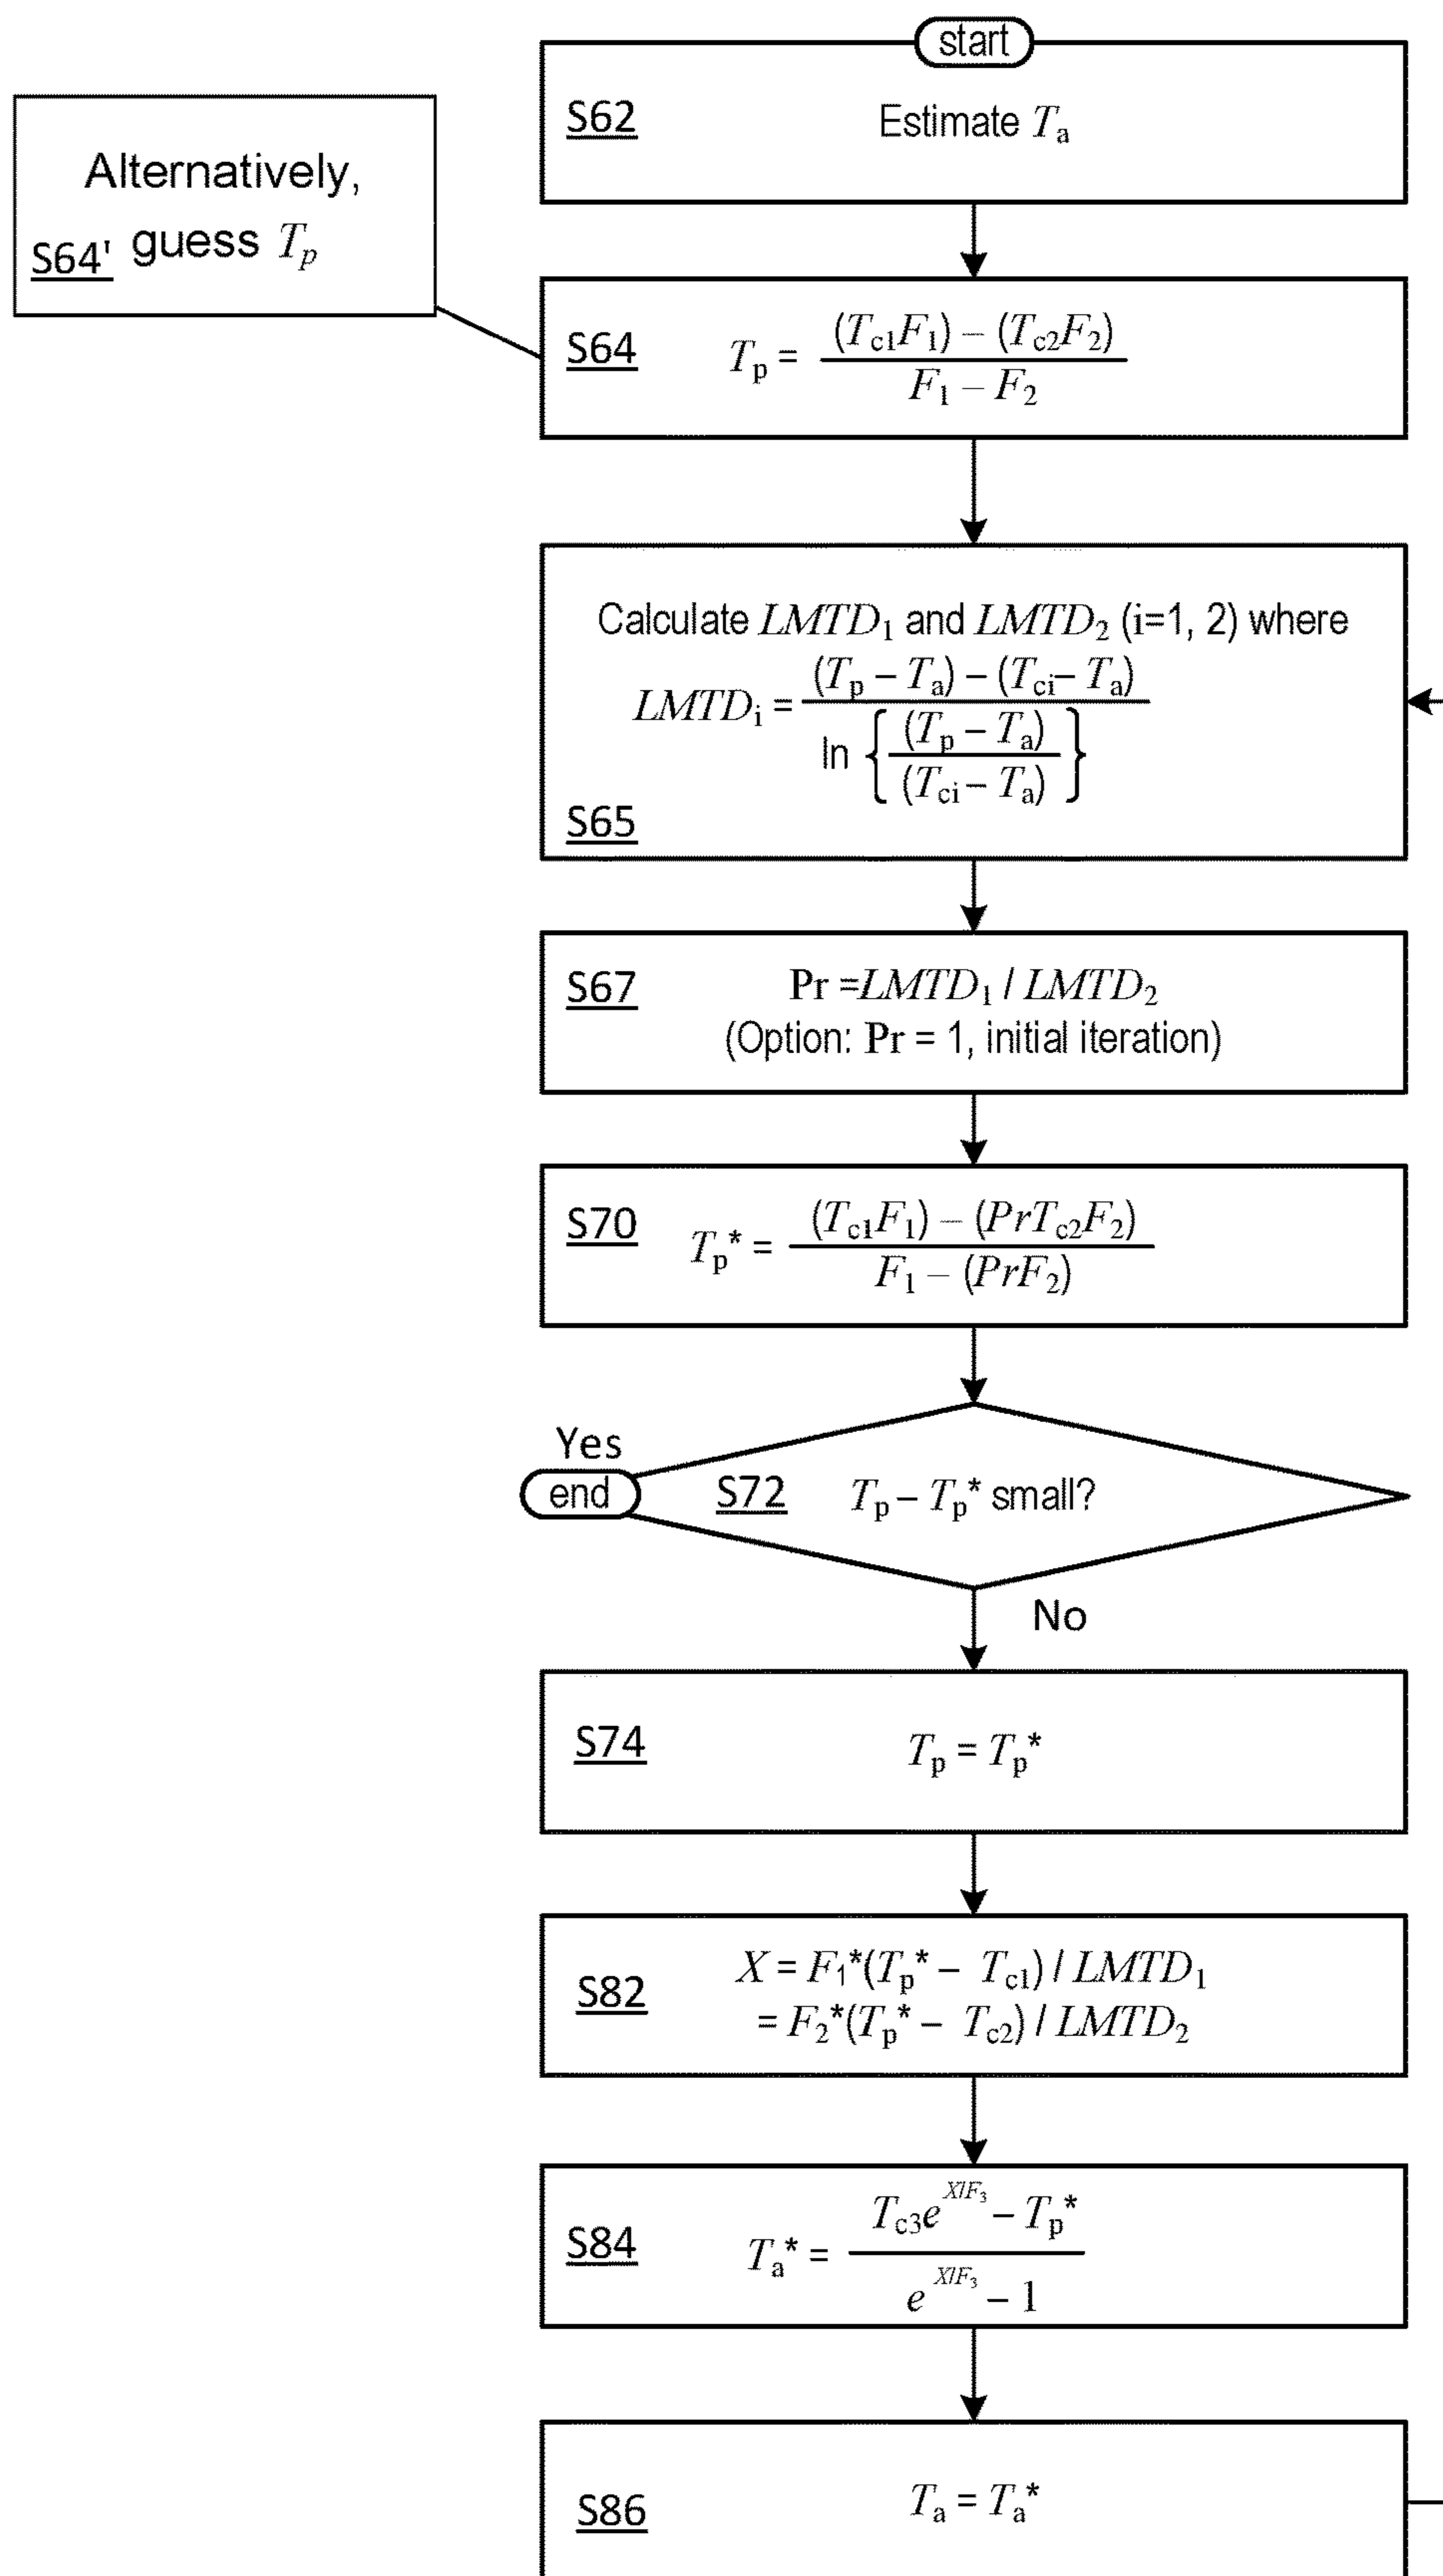 start
S62 Estimate Ta
Alternatively,
S64' guess Tp
S64 Tp = (Tc1F1) – (Tc2F2)
F1 – F2
Calculate LMTD1 and LMTD2 (i=1, 2) where
LMTDi = (Tp – Ta) – (Tci – Ta)
ln { (Tp – Ta)
(Tci – Ta) }
S65
S67 Pr =LMTD1 / LMTD2
(Option: Pr = 1, initial iteration)
S70 Tp* = (Tc1F1) – (PrTc2F2)
F1 – (PrF2)
Yes
end S72 Tp – Tp* small?
No
S74 Tp = Tp*
S82 X = F1*(Tp* – Tc1) / LMTD1
= F2*(Tp* – Tc2) / LMTD2
S84 Ta* = Tc3e^X/F3 – Tp*
e^X/F3 – 1
S86 Ta = Ta*